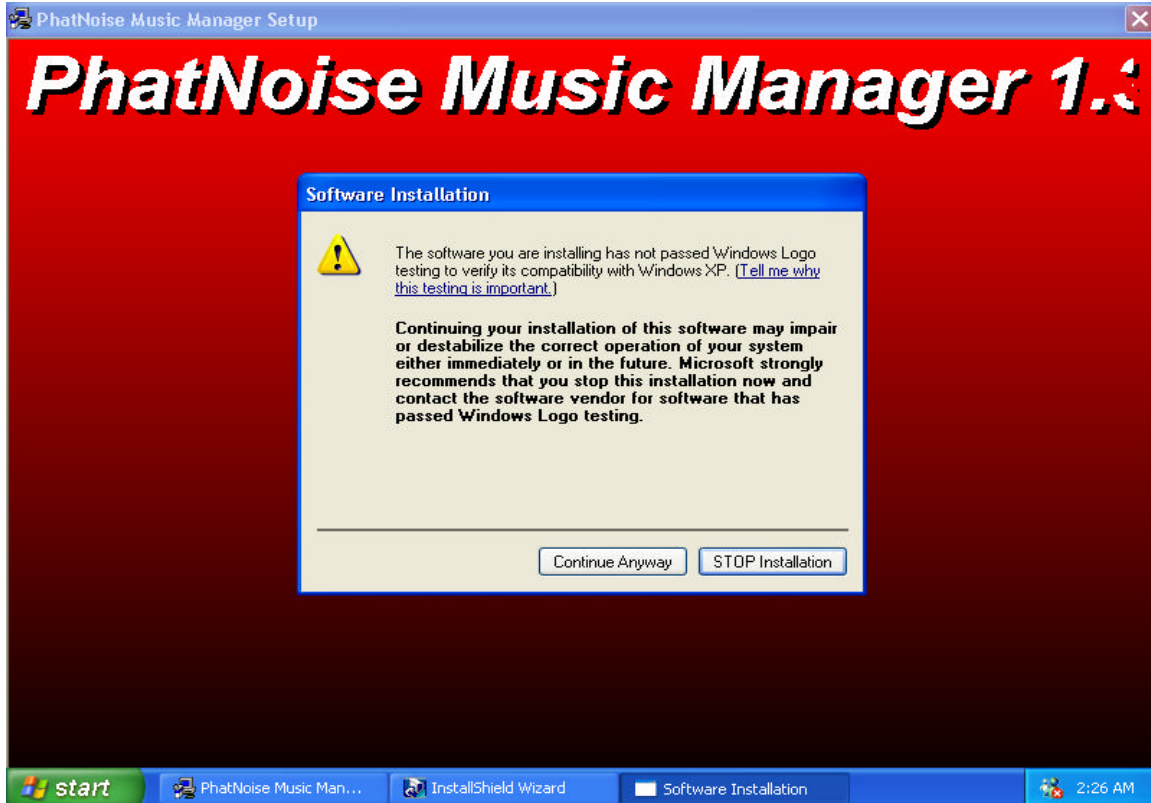 PhatNoise Music Manager Setup
PhatNoise Music Manager 1.
Software Installation
The software you are installing has not passed Windows Logo
testing to verify its compatibility with Windows XP. (Tell me why
this testing is important.)
Continuing your installation of this software may impair
or destabilize the correct operation of your system
either immediately or in the future. Microsoft strongly
recommends that you stop this installation now and
contact the software vendor for software that has
passed Windows Logo testing.
Continue Anyway STOP Installation
start PhatNoise Music Man... InstallShield Wizard Software Installation 2:26 AM